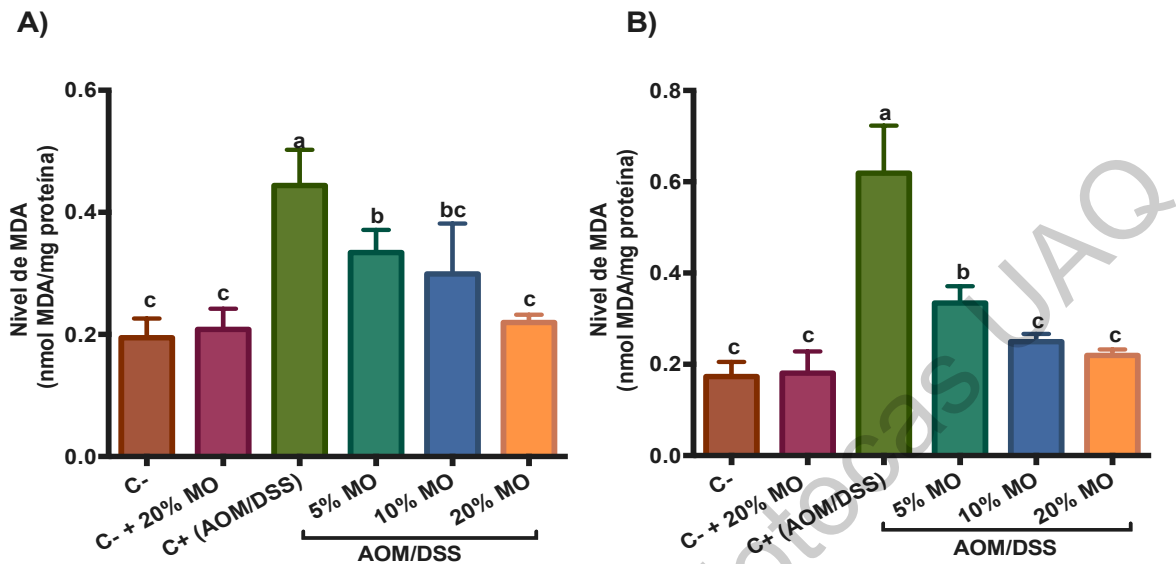 A)
Nivel de MDA
(nmol MDA/mg proteína)
0.6
0.4
0.2
0.0
c
c
a
b
bc
c
C-
C- + 20% MO
C+ (AOM/DSS)
5% MO
10% MO
20% MO
AOM/DSS
B)
Nivel de MDA
(nmol MDA/mg proteína)
0.8
0.6
0.4
0.2
0.0
c
c
a
b
c
c
C-
C- + 20% MO
C+ (AOM/DSS)
5% MO
10% MO
20% MO
AOM/DSS
UAQ